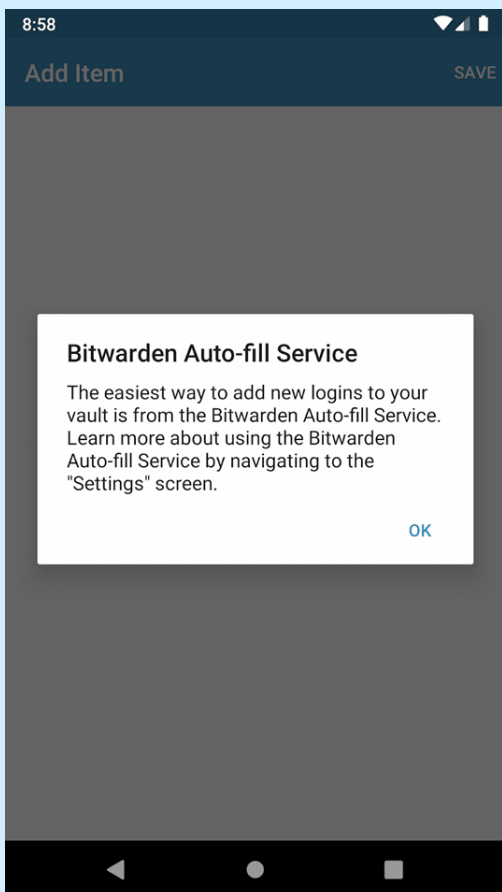 8:58
Add Item SAVE
Bitwarden Auto-fill Service
The easiest way to add new logins to your
vault is from the Bitwarden Auto-fill Service.
Learn more about using the Bitwarden
Auto-fill Service by navigating to the
"Settings" screen.
OK